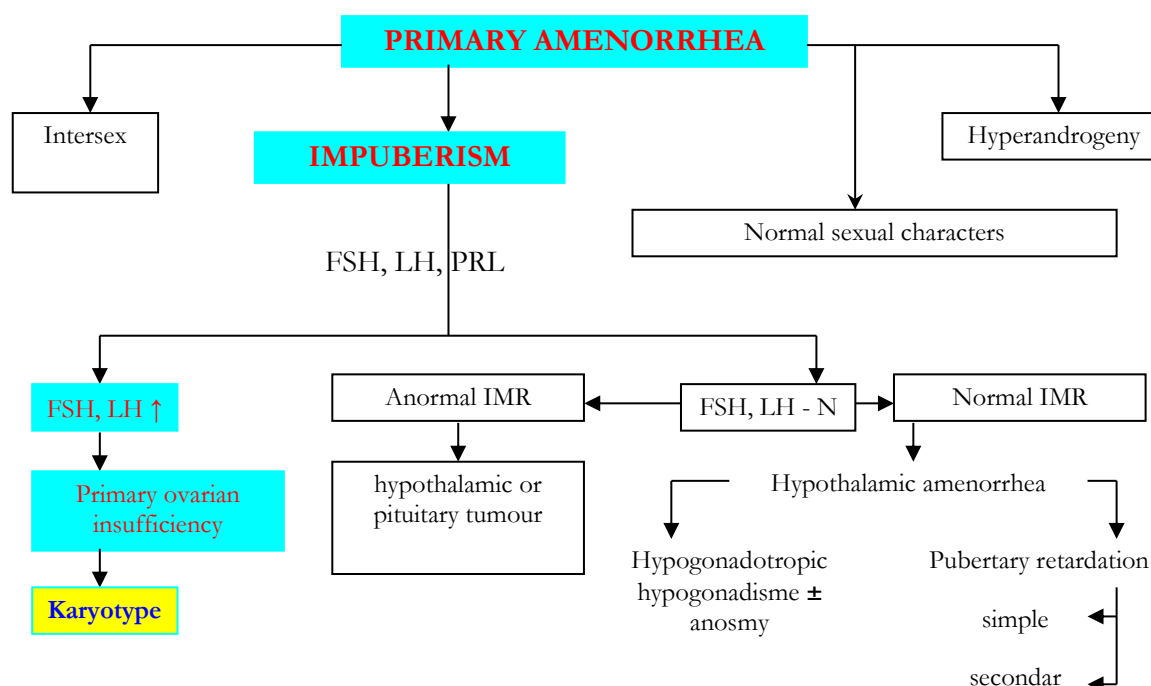 PRIMARY AMENORRHEA
Intersex
Hyperandrogeny
IMPUBERISM
Normal sexual characters
FSH, LH, PRL
FSH, LH ↑
Anormal IMR
FSH, LH - N
Normal IMR
Primary ovarian
insufficiency
hypothalamic or
pituitary tumour
Hypothalamic amenorrhea
Karyotype
Hypogonadotropic
hypogonadisme ±
anosmy
Pubertary retardation
simple
secondar